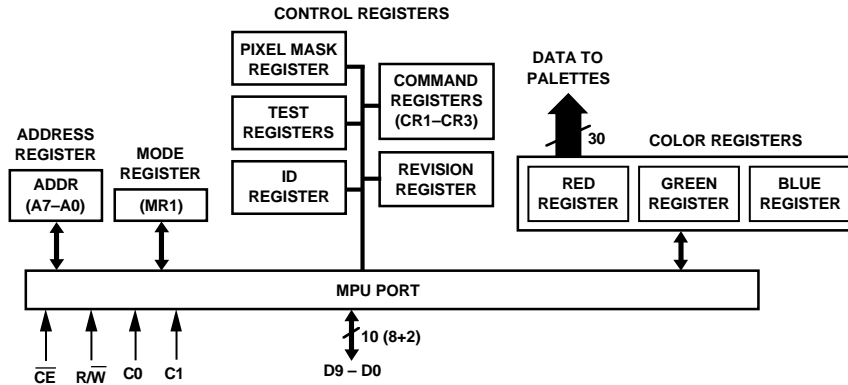 CONTROL REGISTERS
PIXEL MASK
REGISTER
COMMAND
REGISTERS
(CR1–CR3)
TEST
REGISTERS
ID
REGISTER
REVISION
REGISTER
DATA TO
PALETTES
30
COLOR REGISTERS
RED
REGISTER
GREEN
REGISTER
BLUE
REGISTER
ADDRESS
REGISTER
ADDR
(A7–A0)
MODE
REGISTER
(MR1)
MPU PORT
10 (8+2)
C̅E̅
R/W̅
C0
C1
D9 – D0